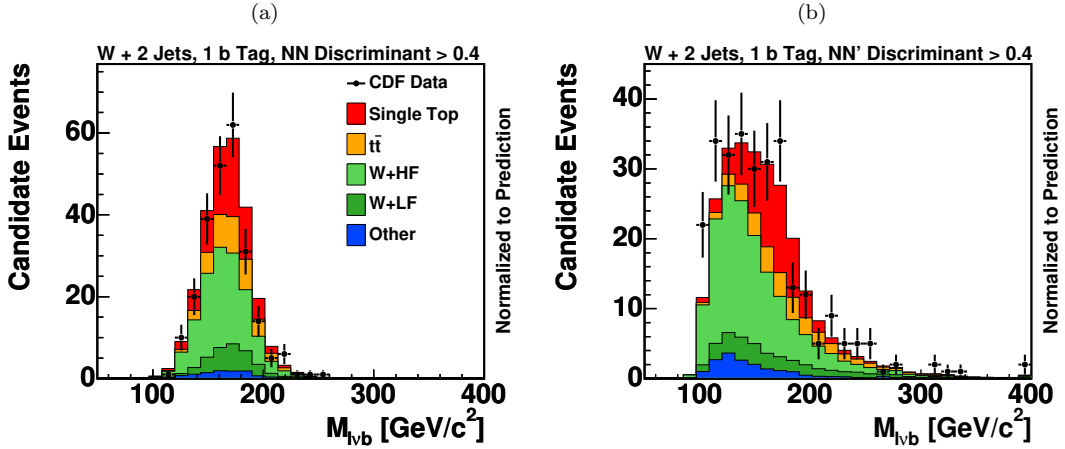 (a)
(b)
W + 2 Jets, 1 b Tag, NN Discriminant > 0.4
CDF Data
Single Top
tt̄
W+HF
W+LF
Other
Candidate Events
0
20
40
60
100
200
300
400
M_lνb [GeV/c²]
Normalized to Prediction
W + 2 Jets, 1 b Tag, NN' Discriminant > 0.4
Candidate Events
0
10
20
30
40
100
200
300
400
M_lνb [GeV/c²]
Normalized to Prediction